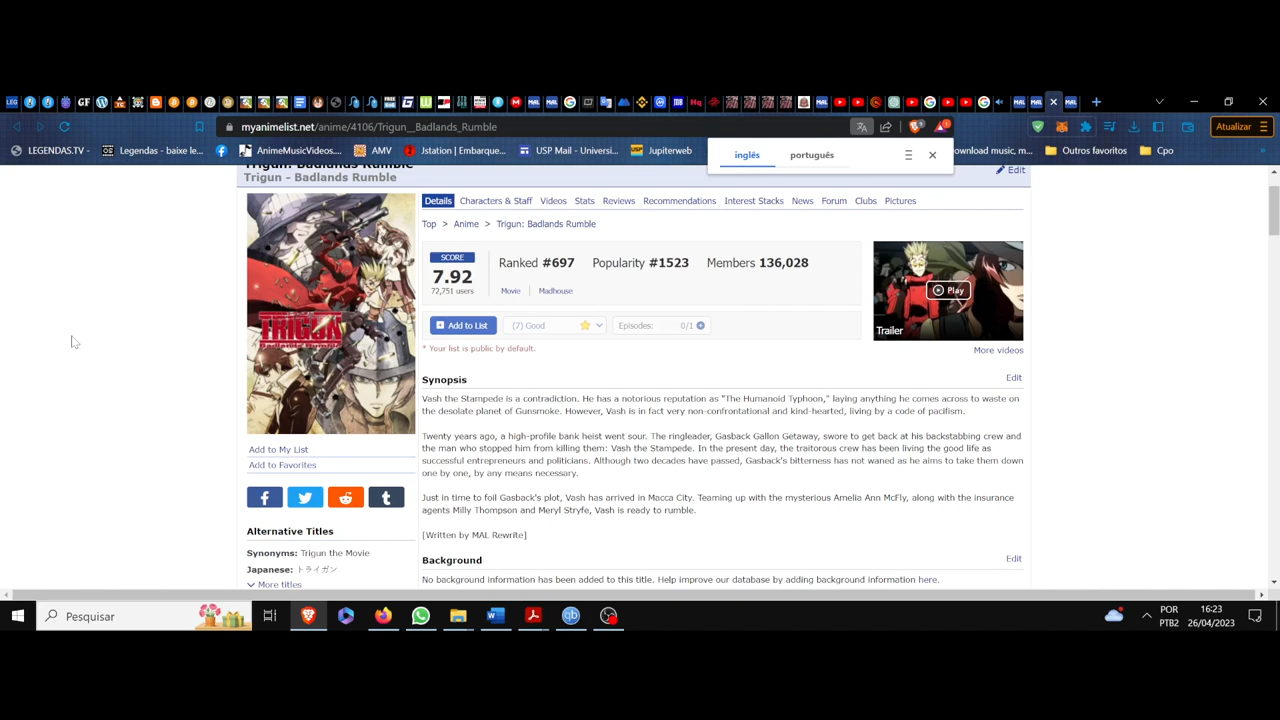 myanimelist.net/anime/4106/Trigun__Badlands_Rumble
Atualizar
LEGENDAS.TV -
Legendas - baixe le...
AnimeMusicVideos....
AMV
Jstation | Embarque...
USP Mail - Universi...
Jupiterweb
ownload music, m...
Outros favoritos
Cpo
inglês
português
Trigun: Badlands Rumble
Trigun - Badlands Rumble
Edit
Details Characters & Staff Videos Stats Reviews Recommendations Interest Stacks News Forum Clubs Pictures
Top > Anime > Trigun: Badlands Rumble
SCORE
7.92
72,751 users
Ranked #697 Popularity #1523 Members 136,028
Movie Madhouse
Play
Trailer
Add to List
(7) Good
Episodes: 0/1
* Your list is public by default.
More videos
TRIGUN
Badlands Rumble
Synopsis
Edit
Vash the Stampede is a contradiction. He has a notorious reputation as "The Humanoid Typhoon," laying anything he comes across to waste on
the desolate planet of Gunsmoke. However, Vash is in fact very non-confrontational and kind-hearted, living by a code of pacifism.
Twenty years ago, a high-profile bank heist went sour. The ringleader, Gasback Gallon Getaway, swore to get back at his backstabbing crew and
the man who stopped him from killing them: Vash the Stampede. In the present day, the traitorous crew has been living the good life as
successful entrepreneurs and politicians. Although two decades have passed, Gasback's bitterness has not waned as he aims to take them down
one by one, by any means necessary.
Just in time to foil Gasback's plot, Vash has arrived in Macca City. Teaming up with the mysterious Amelia Ann McFly, along with the insurance
agents Milly Thompson and Meryl Stryfe, Vash is ready to rumble.
[Written by MAL Rewrite]
Background
Edit
No background information has been added to this title. Help improve our database by adding background information here.
Add to My List
Add to Favorites
Alternative Titles
Synonyms: Trigun the Movie
Japanese: トライガン
More titles
Pesquisar
POR
PTB2
16:23
26/04/2023